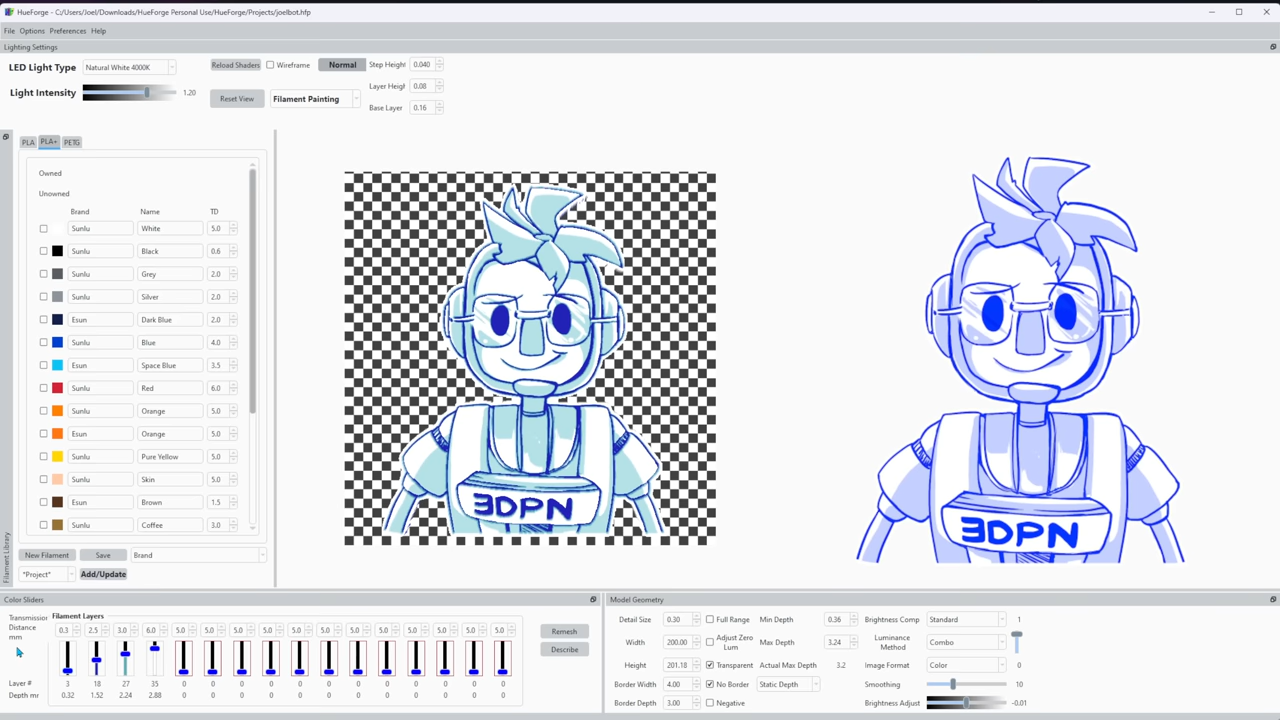 HueForge - C:/Users/Joel/Downloads/HueForge Personal Use/HueForge/Projects/joelbot.hfp
File Options Preferences Help
Lighting Settings
LED Light Type Natural White 4000K Reload Shaders Wireframe Normal Step Height 0.040
Layer Heigl 0.08
Light Intensity 1.20 Reset View Filament Painting
Base Layer 0.16
PLA PLA+ PETG
Owned
Unowned
Brand Name TD
Sunlu White 5.0
Sunlu Black 0.6
Sunlu Grey 2.0
Sunlu Silver 2.0
Esun Dark Blue 2.0
Sunlu Blue 4.0
Esun Space Blue 3.5
Sunlu Red 6.0
Sunlu Orange 5.0
Esun Orange 5.0
Sunlu Pure Yellow 5.0
Sunlu Skin 5.0
Esun Brown 1.5
Sunlu Coffee 3.0
New Filament Save Brand
*Project* Add/Update
Filament Library
3DPN
3DPN
Color Sliders
Transmission
Distance
mm
Filament Layers
0.3 2.5 3.0 6.0 5.0 5.0 5.0 5.0 5.0 5.0 5.0 5.0 5.0 5.0 5.0 5.0
Remesh
Describe
Layer # 3 18 27 35 0 0 0 0 0 0 0 0 0 0 0 0
Depth mr 0.32 1.52 2.24 2.88 0 0 0 0 0 0 0 0 0 0 0 0
Model Geometry
Detail Size 0.30 Full Range Min Depth 0.36 Brightness Comp Standard 1
Width 200.00 Adjust Zero Lum Max Depth 3.24 Luminance Method Combo
Height 201.18 Transparent Actual Max Depth 3.2 Image Format Color 0
Border Width 4.00 No Border Static Depth Smoothing 10
Border Depth 3.00 Negative Brightness Adjust -0.01